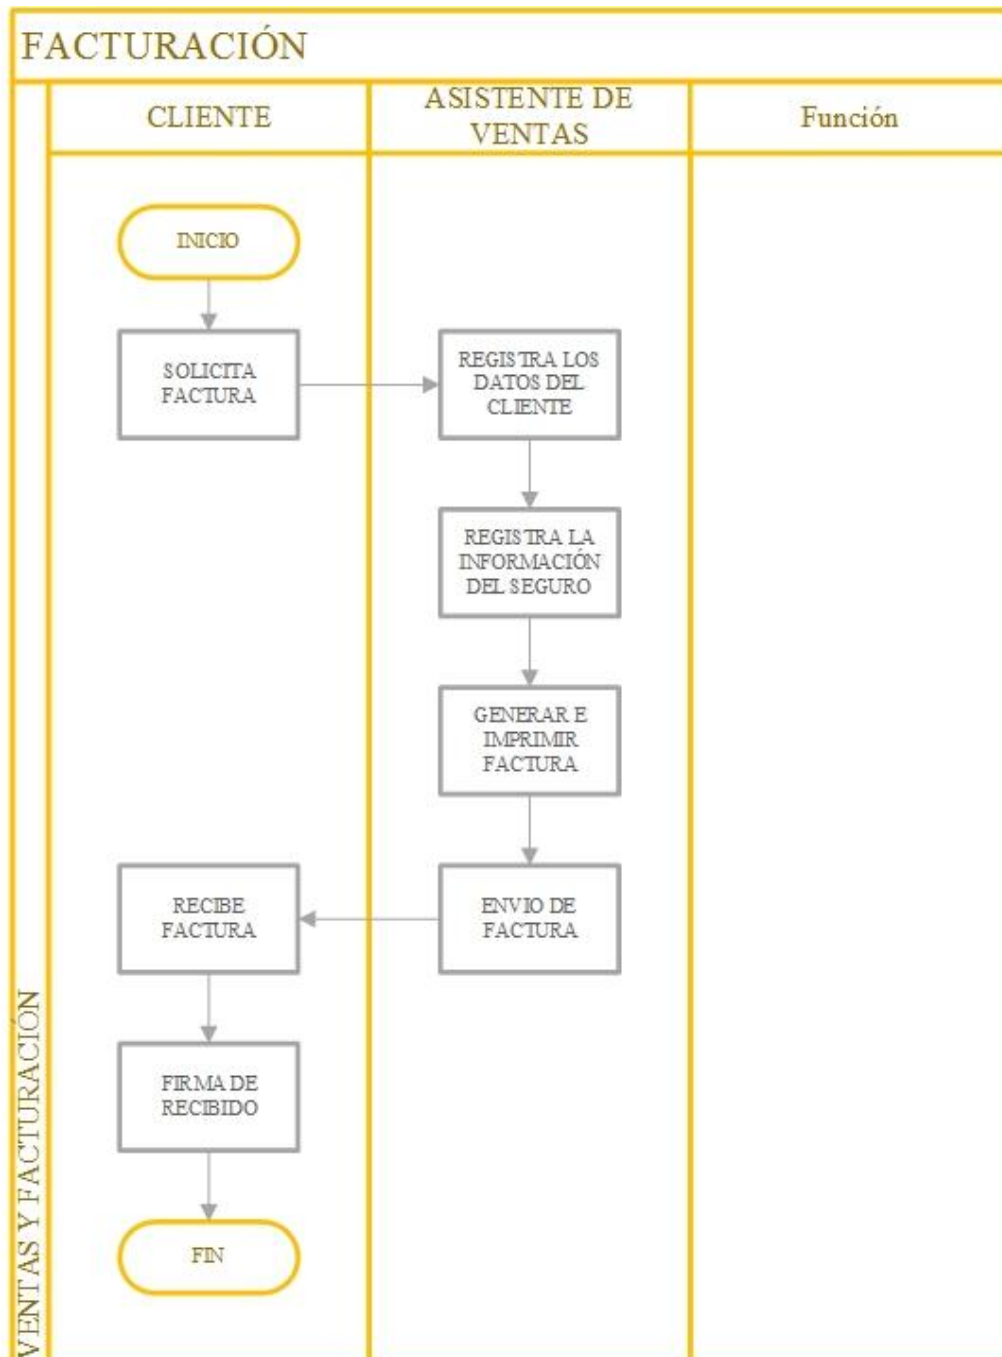 FACTURACIÓN
CLIENTE
ASISTENTE DE
VENTAS
Función
INICIO
SOLICITA
FACTURA
REGISTRA LOS
DATOS DEL
CLIENTE
REGISTRA LA
INFORMACIÓN
DEL SEGURO
GENERAR E
IMPRIMIR
FACTURA
ENVIO DE
FACTURA
RECIBE
FACTURA
FIRMA DE
RECIBIDO
FIN
VENTAS Y FACTURACIÓN